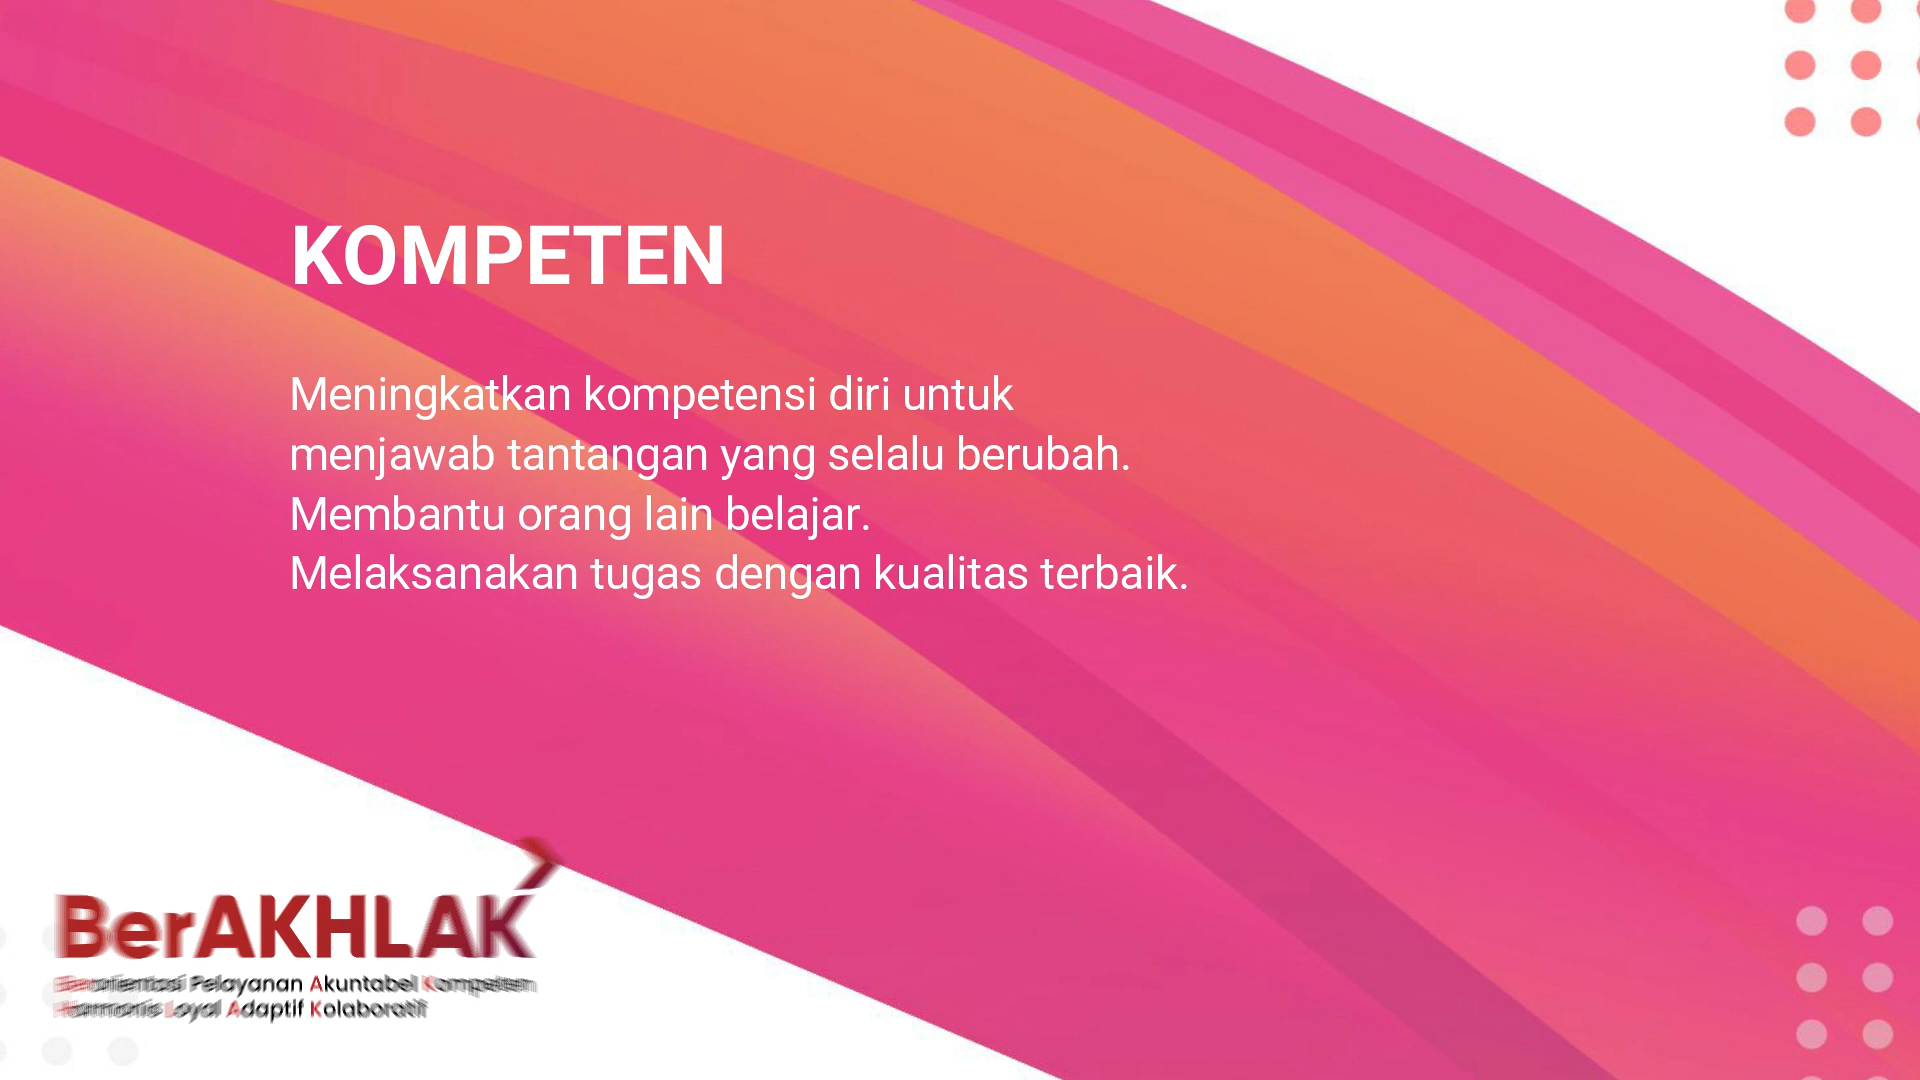 KOMPETEN
Meningkatkan kompetensi diri untuk
menjawab tantangan yang selalu berubah.
Membantu orang lain belajar.
Melaksanakan tugas dengan kualitas terbaik.
BerAKHLAK
Berorientasi Pelayanan Akuntabel Kompeten
Harmonis Loyal Adaptif Kolaboratif